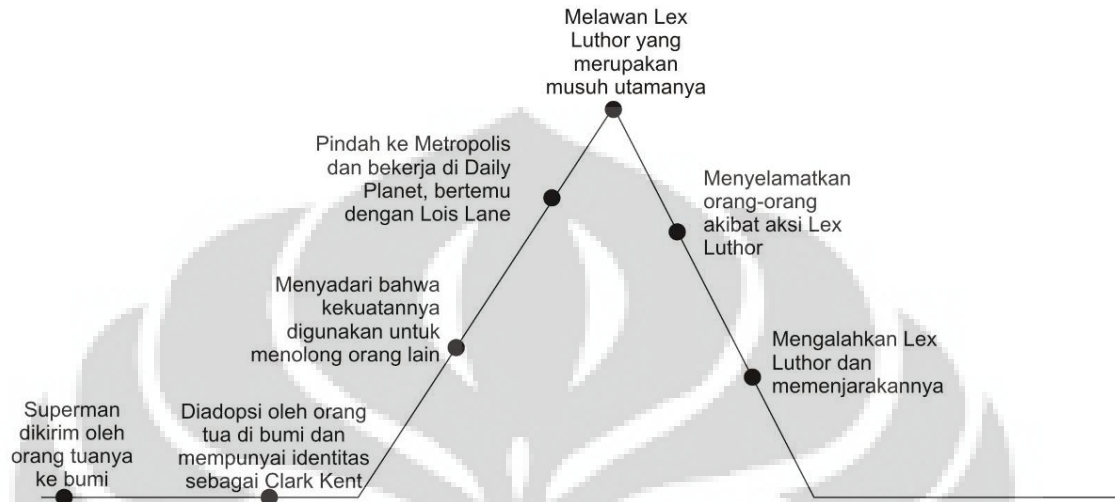 Superman
dikirim oleh
orang tuanya
ke bumi
Diadopsi oleh orang
tua di bumi dan
mempunyai identitas
sebagai Clark Kent
Menyadari bahwa
kekuatannya
digunakan untuk
menolong orang lain
Pindah ke Metropolis
dan bekerja di Daily
Planet, bertemu
dengan Lois Lane
Melawan Lex
Luthor yang
merupakan
musuh utamanya
Menyelamatkan
orang-orang
akibat aksi Lex
Luthor
Mengalahkan Lex
Luthor dan
memenjarakannya